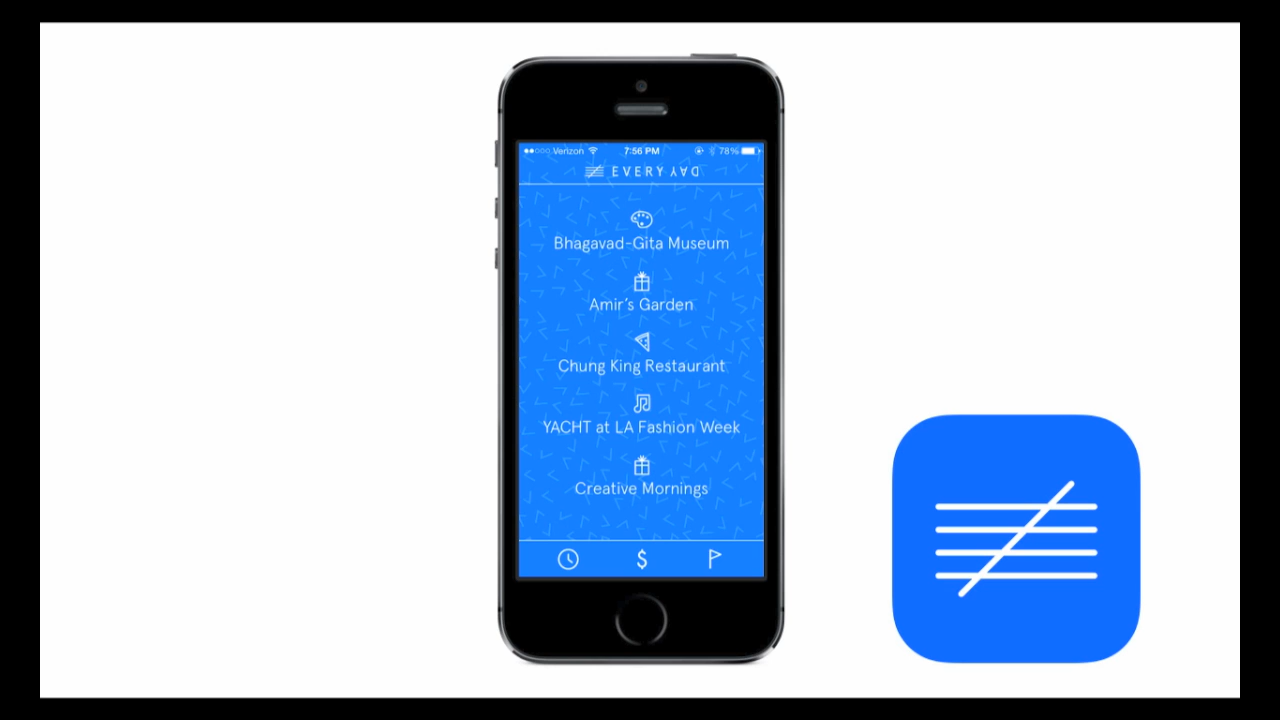 Verizon 7:56 PM 78%
EVERY DAY
Bhagavad-Gita Museum
Amir's Garden
Chung King Restaurant
YACHT at LA Fashion Week
Creative Mornings
$